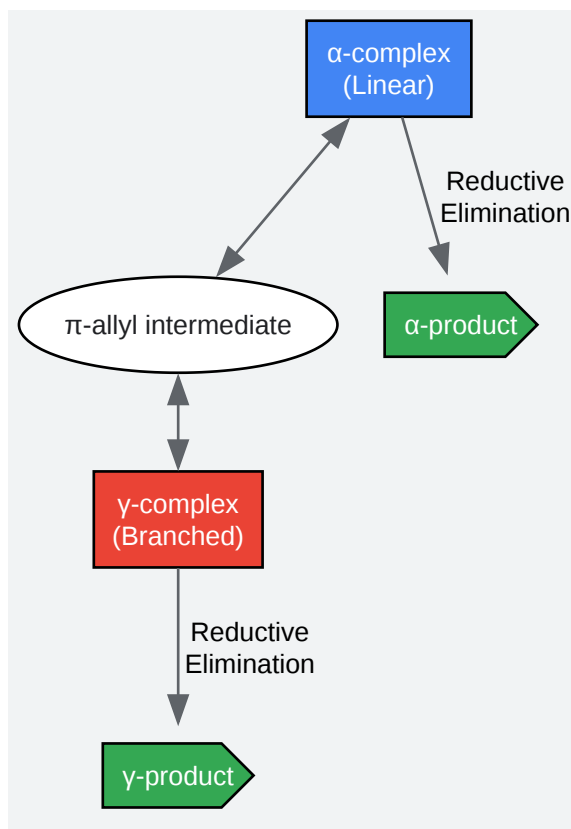 α-complex
(Linear)
Reductive
Elimination
π-allyl intermediate
α-product
γ-complex
(Branched)
Reductive
Elimination
γ-product